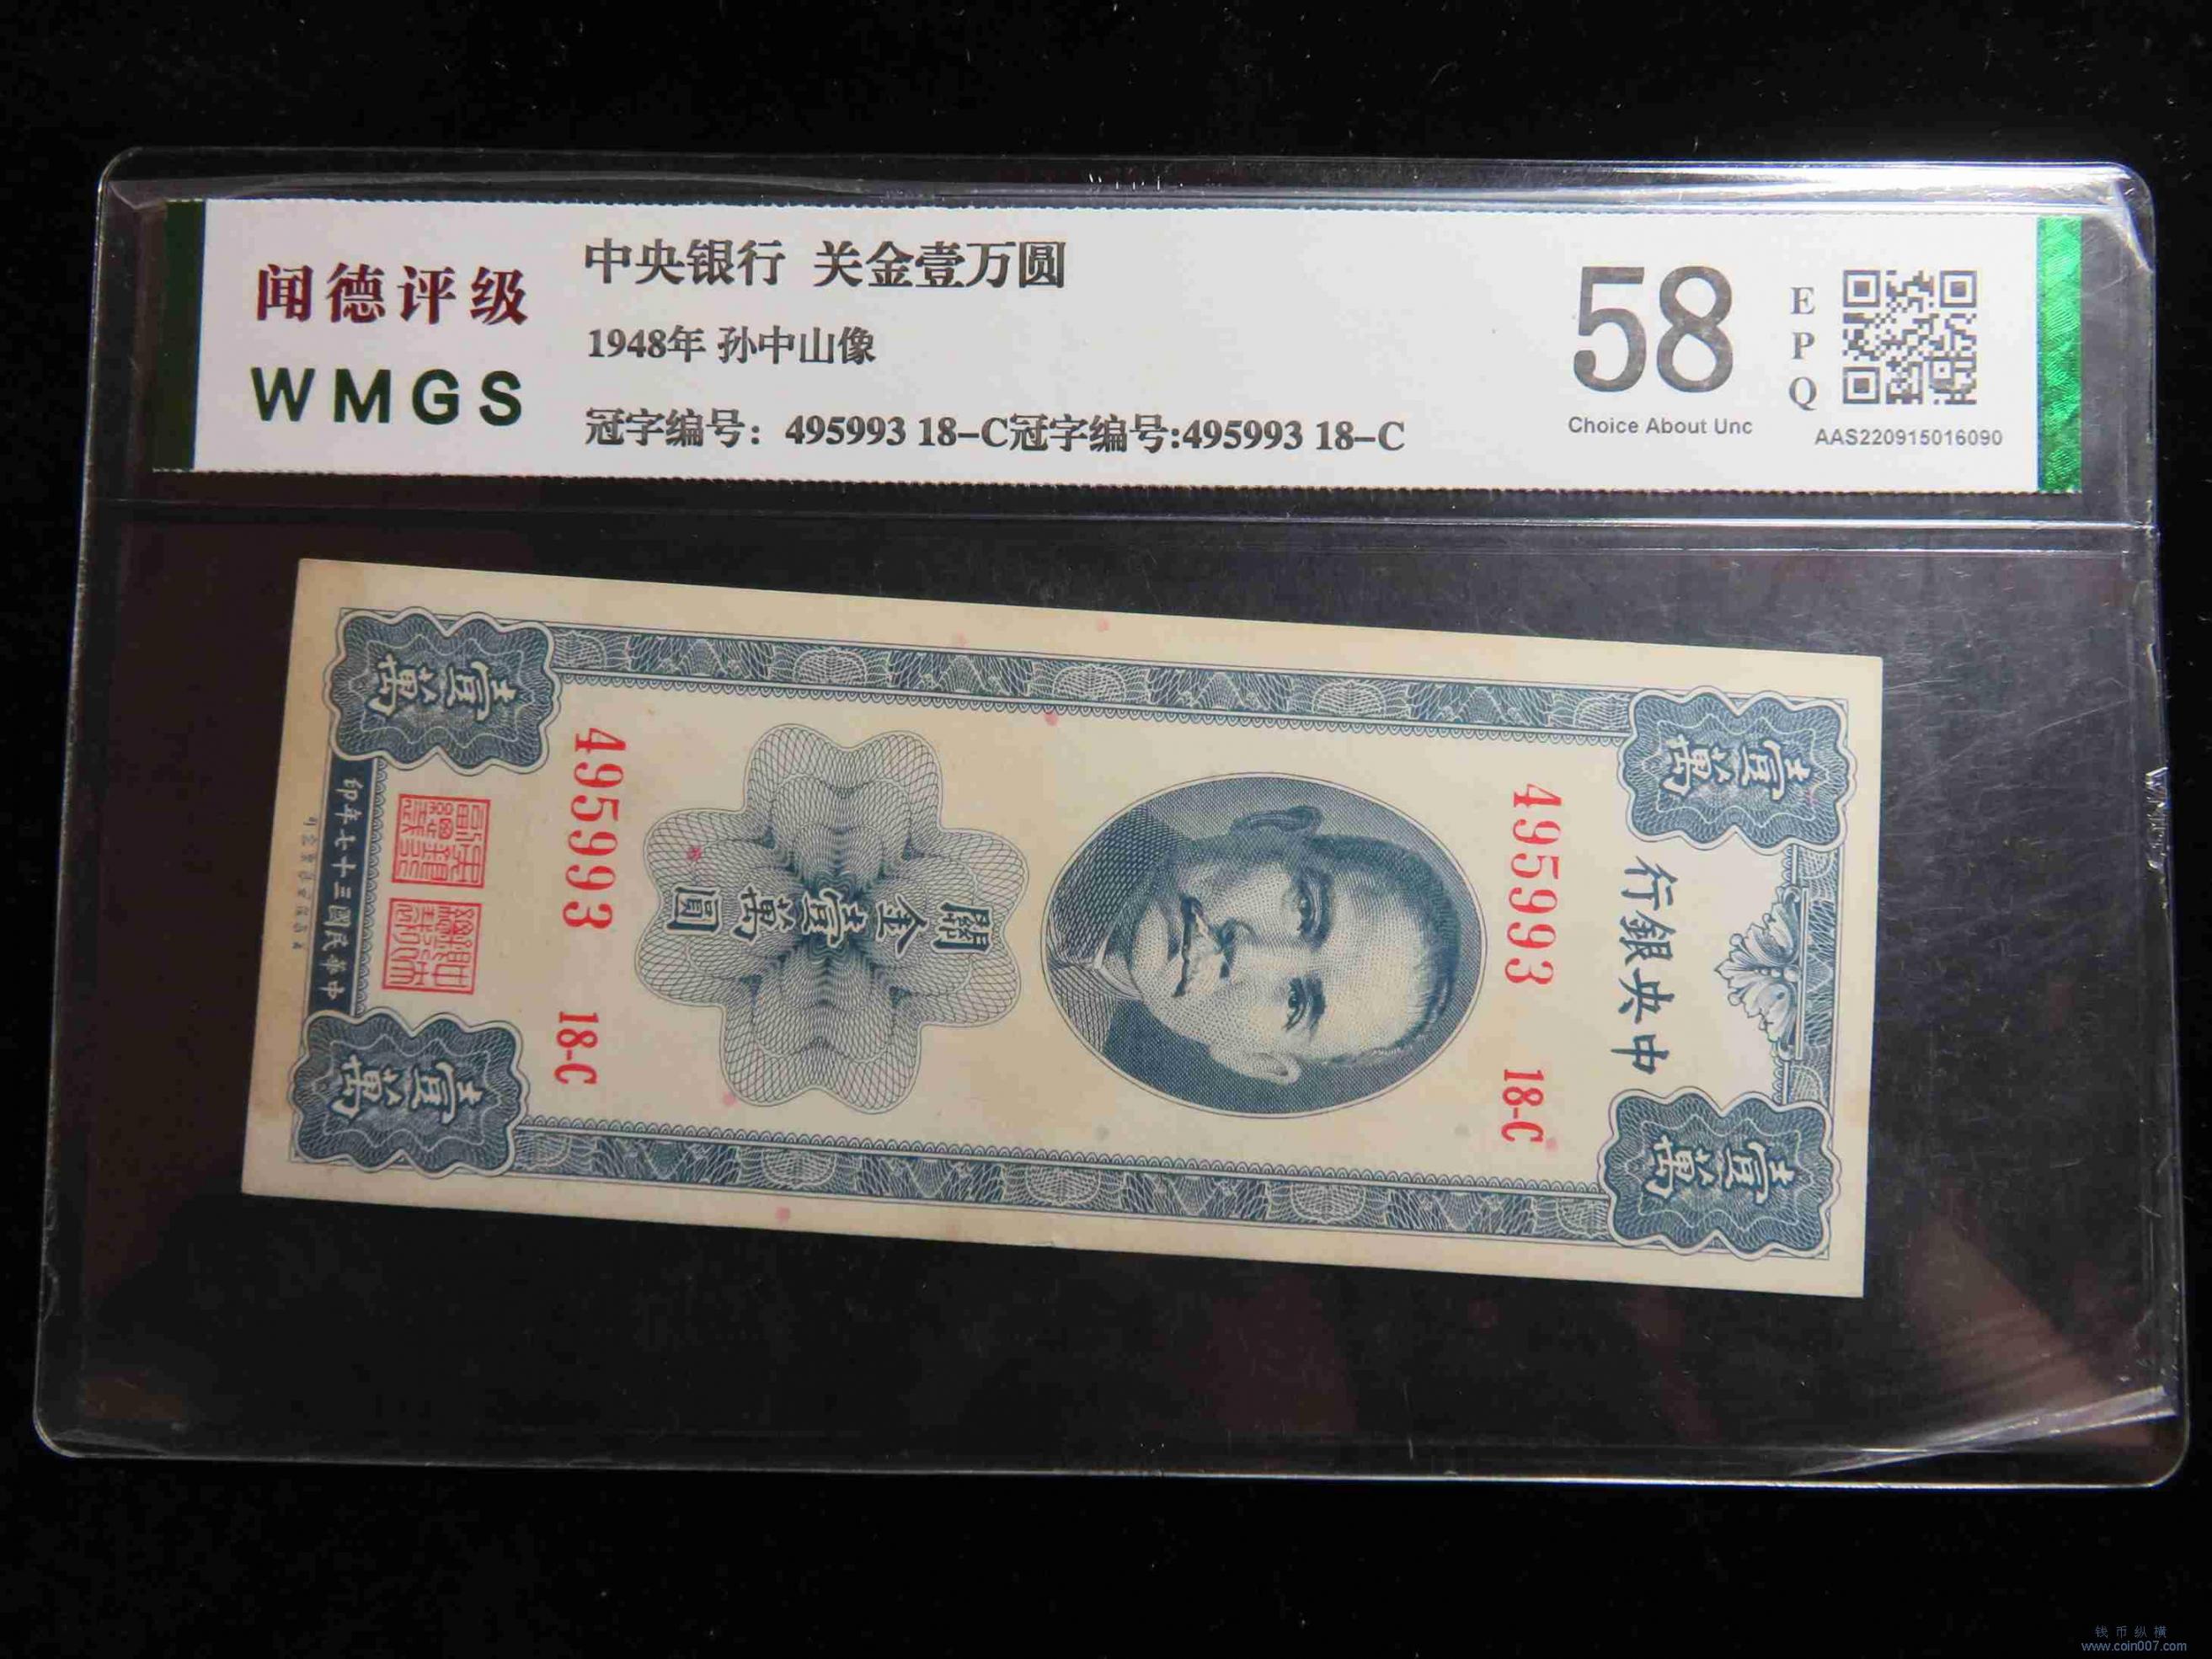 闻德评级
WMGS
中央银行 关金壹万圆
1948年 孙中山像
冠字编号：495993 18-C冠字编号:495993 18-C
58
EPQ
Choice About Unc
AAS220915016090
壹萬
壹萬
行銀央中
495993
18-C
關金壹萬圓
495993
18-C
壹萬
壹萬
印年七十三國民華中
钱币纵横
www.coin007.com